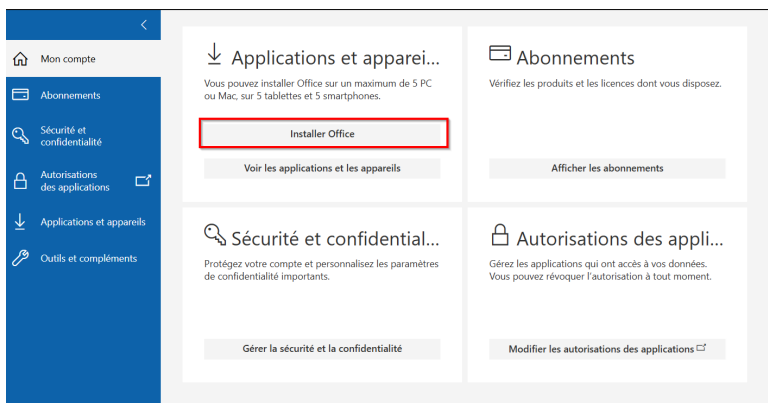 Mon compte
Abonnements
Sécurité et
confidentialité
Autorisations
des applications
Applications et appareils
Outils et compléments
Applications et apparei...
Vous pouvez installer Office sur un maximum de 5 PC
ou Mac, sur 5 tablettes et 5 smartphones.
Installer Office
Voir les applications et les appareils
Abonnements
Vérifiez les produits et les licences dont vous disposez.
Afficher les abonnements
Sécurité et confidential...
Protégez votre compte et personnalisez les paramètres
de confidentialité importants.
Gérer la sécurité et la confidentialité
Autorisations des appli...
Gérez les applications qui ont accès à vos données.
Vous pouvez révoquer l'autorisation à tout moment.
Modifier les autorisations des applications